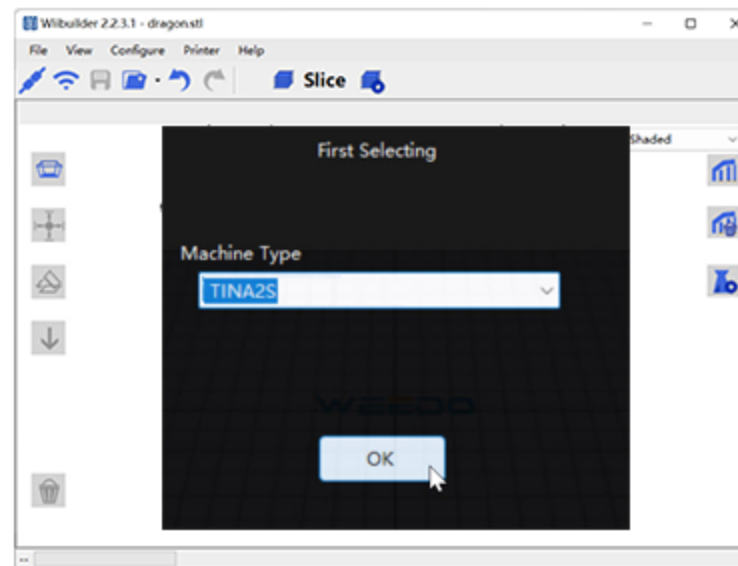 Wiibuilder 2.2.3.1 - dragon.stl
File View Configure Printer Help
Slice
Shaded
First Selecting
Machine Type
TINA2S
WEEDO
OK